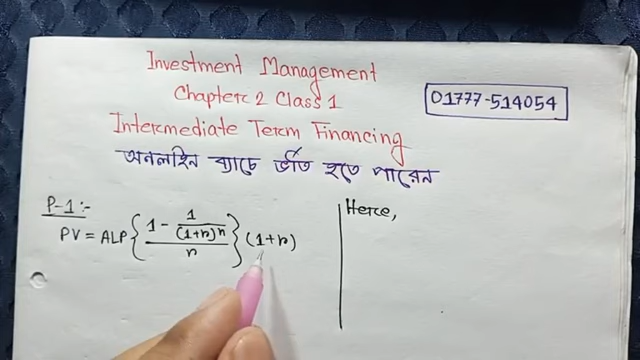 Investment Management
Chapter 2 Class 1
01777-514054
Intermediate Term Financing
অনলাইন ব্যাচে ভর্তি হতে পারেন
P-1:-
PV = ALP { (1 - 1/(1+r)^n) / r } (1+r)
Here,